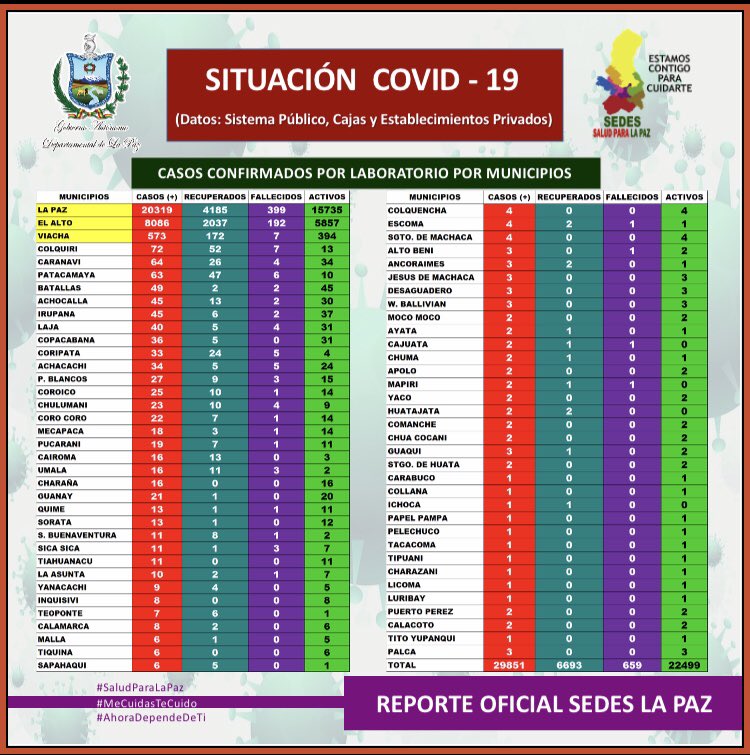 Gobierno Autónomo
Departamental de La Paz
SITUACIÓN COVID - 19
(Datos: Sistema Público, Cajas y Establecimientos Privados)
ESTAMOS
CONTIGO
PARA
CUIDARTE
SEDES
SALUD PARA LA PAZ
CASOS CONFIRMADOS POR LABORATORIO POR MUNICIPIOS
MUNICIPIOS CASOS (+) RECUPERADOS FALLECIDOS ACTIVOS
LA PAZ 20319 4185 399 15735
EL ALTO 8086 2037 192 5857
VIACHA 573 172 7 394
COLQUIRI 72 52 7 13
CARANAVI 64 26 4 34
PATACAMAYA 63 47 6 10
BATALLAS 49 2 2 45
ACHOCALLA 45 13 2 30
IRUPANA 45 6 2 37
LAJA 40 5 4 31
COPACABANA 36 5 0 31
CORIPATA 33 24 5 4
ACHACACHI 34 5 5 24
P. BLANCOS 27 9 3 15
COROICO 25 10 1 14
CHULUMANI 23 10 4 9
CORO CORO 22 7 1 14
MECAPACA 18 3 1 14
PUCARANI 19 7 1 11
CAIROMA 16 13 0 3
UMALA 16 11 3 2
CHARAÑA 16 0 0 16
GUANAY 21 1 0 20
QUIME 13 1 1 11
SORATA 13 1 0 12
S. BUENAVENTURA 11 8 1 2
SICA SICA 11 1 3 7
TIAHUANACU 11 0 0 11
LA ASUNTA 10 2 1 7
YANACACHI 9 4 0 5
INQUISIVI 8 0 0 8
TEOPONTE 7 6 0 1
CALAMARCA 8 2 0 6
MALLA 6 1 0 5
TIQUINA 6 0 0 6
SAPAHAQUI 6 5 0 1
MUNICIPIOS CASOS (+) RECUPERADOS FALLECIDOS ACTIVOS
COLQUENCHA 4 0 0 4
ESCOMA 4 2 1 1
SGTO. DE MACHACA 4 0 0 4
ALTO BENI 3 0 1 2
ANCORAIMES 3 2 0 1
JESUS DE MACHACA 3 0 0 3
DESAGUADERO 3 0 0 3
W. BALLIVIAN 3 0 0 3
MOCO MOCO 2 0 0 2
AYATA 2 1 0 1
CAJUATA 2 1 1 0
CHUMA 2 1 0 1
APOLO 2 0 0 2
MAPIRI 2 1 1 0
YACO 2 0 0 2
HUATAJATA 2 2 0 0
COMANCHE 2 0 0 2
CHUA COCANI 2 0 0 2
GUAQUI 3 1 0 2
STGO. DE HUATA 2 0 0 2
CARABUCO 1 0 0 1
COLLANA 1 0 0 1
ICHOCA 1 1 0 0
PAPEL PAMPA 1 0 0 1
PELECHUCO 1 0 0 1
TACACOMA 1 0 0 1
TIPUANI 1 0 0 1
CHARAZANI 1 0 0 1
LICOMA 1 0 0 1
LURIBAY 1 0 0 1
PUERTO PEREZ 2 0 0 2
CALACOTO 2 0 0 2
TITO YUPANQUI 1 0 0 1
PALCA 3 0 0 3
TOTAL 29851 6693 659 22499
#SaludParaLaPaz
#MeCuidasTeCuido
#AhoraDependeDeTi
REPORTE OFICIAL SEDES LA PAZ